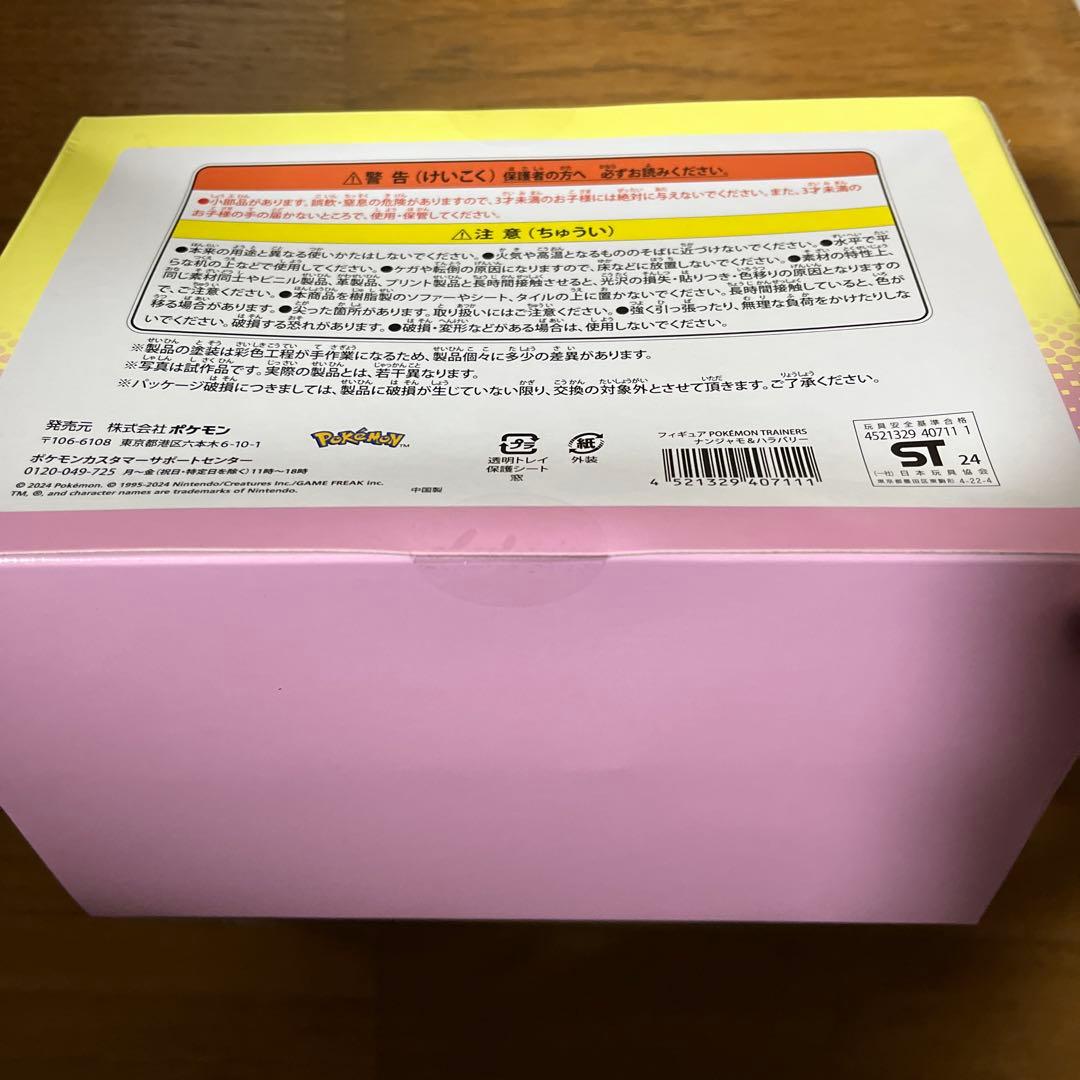 ⚠警告(けいこく) 保護者の方へ 必ずお読みください。
●小部品があります。誤飲・窒息の危険がありますので、3才未満のお子様には絶対に与えないでください。また、3才未満の
お子様の手の届かないところで、使用・保管してください。
⚠注意(ちゅうい)
●本来の用途と異なる使いかたはしないでください。●火気や高温となるもののそばに近づけないでください。●水平で平
らな机の上などで使用してください。●ケガや転倒の原因になりますので、床などに放置しないでください。●素材の特性上、
同じ素材同士やビニル製品、革製品、プリント製品と長時間接触させると、光沢の損失・貼りつき・色移りの原因となりますの
で、ご注意ください。●本商品を樹脂製のソファーやシート、タイルの上に置かないでください。長時間接触していると、色が
移る場合があります。●尖った箇所があります。取り扱いにはご注意ください。●強く引っ張ったり、無理な負荷をかけたりしな
いでください。破損する恐れがあります。●破損・変形などがある場合は、使用しないでください。
※製品の塗装は彩色工程が手作業になるため、製品個々に多少の差異があります。
※写真は試作品です。実際の製品とは、若干異なります。
※パッケージ破損につきましては、製品に破損が生じていない限り、交換の対象外とさせて頂きます。ご了承ください。
発売元 株式会社ポケモン
〒106-6108 東京都港区六本木6-10-1
ポケモンカスタマーサポートセンター
0120-049-725 月〜金(祝日・特定日を除く)11時〜18時
©2024 Pokémon. ©1995-2024 Nintendo/Creatures Inc./GAME FREAK inc.
TM, ®, and character names are trademarks of Nintendo.
中国製
POKéMON™
プラ
透明トレイ
保護シート
窓
紙
外装
フィギュア POKÉMON TRAINERS
ナンジャモ&ハラバリー
4 521329 407111
玩具安全基準合格
4521329 40711 1
ST 24
(一社)日本玩具協会
東京都墨田区東駒形 4-22-4